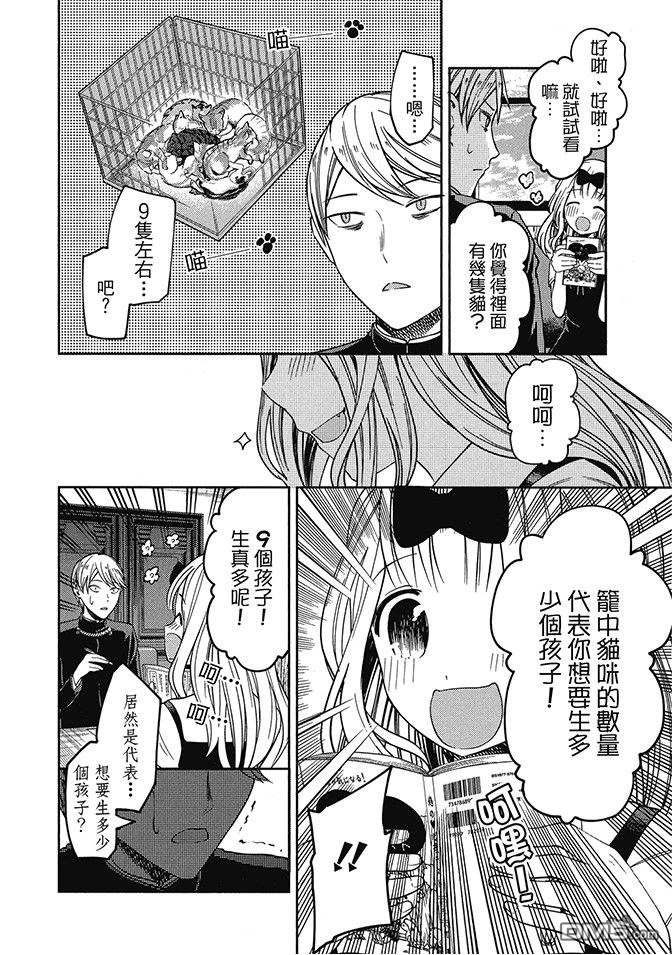 好啦、好啦…
就試試看
嘛…
你覺得裡面
有幾隻貓？
喵
………嗯…
9隻左右…
吧？
喵
呵呵…
籠中貓咪的數量
代表你想要生多
少個孩子！
呵嘿！
!!
9個孩子！
生真多呢！
呵…
呵…
居然是代表…
想要生多少
個孩子？